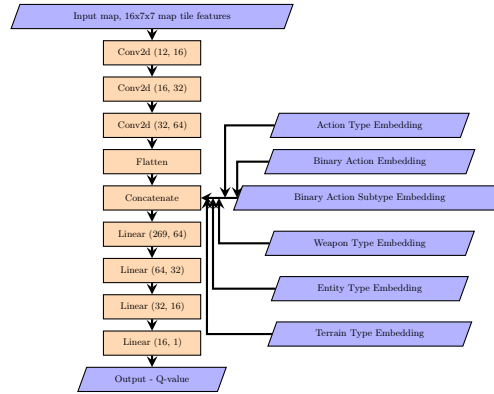 Input map, 16x7x7 map tile features
Conv2d (12, 16)
Conv2d (16, 32)
Conv2d (32, 64)
Flatten
Concatenate
Linear (269, 64)
Linear (64, 32)
Linear (32, 16)
Linear (16, 1)
Output - Q-value
Action Type Embedding
Binary Action Embedding
Binary Action Subtype Embedding
Weapon Type Embedding
Entity Type Embedding
Terrain Type Embedding